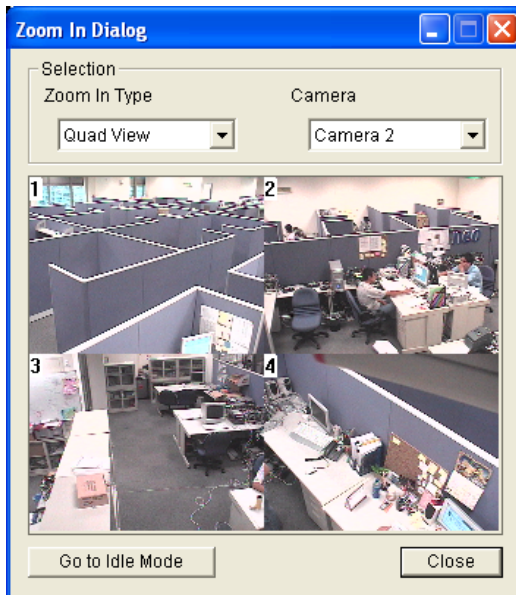 Zoom In Dialog
Selection
Zoom In Type Camera
Quad View Camera 2
1 2
3 4
Go to Idle Mode Close